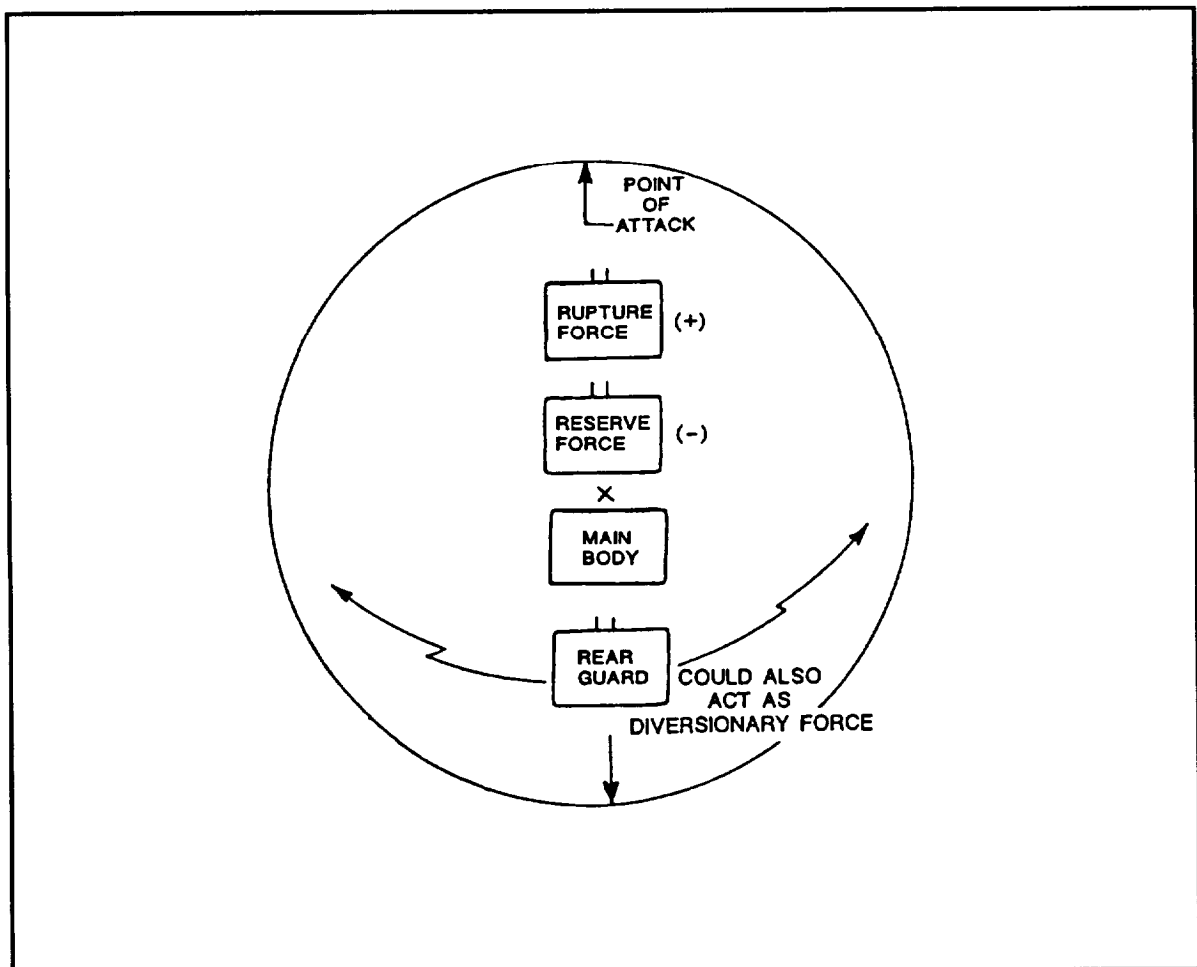 POINT
OF
ATTACK
RUPTURE
FORCE (+)
RESERVE
FORCE (-)
X
MAIN
BODY
REAR
GUARD
COULD ALSO
ACT AS
DIVERSIONARY FORCE